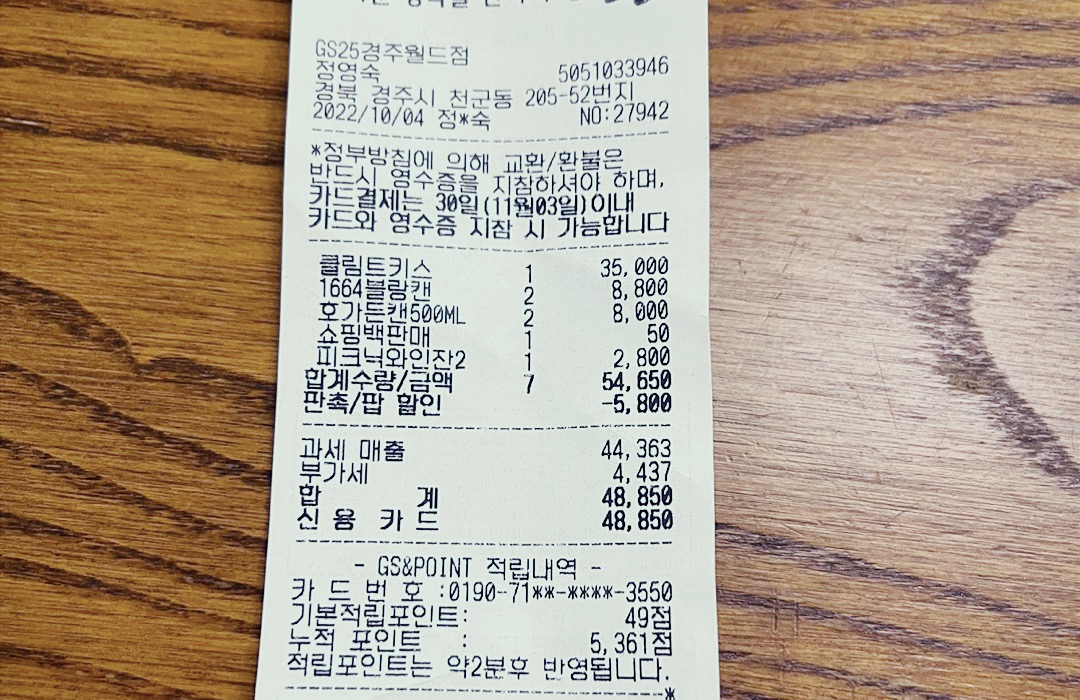 GS25경주월드점
정영숙 5051033946
경북 경주시 천군동 205-52번지
2022/10/04 정*숙 NO:27942
*정부방침에 의해 교환/환불은
반드시 영수증을 지참하셔야 하며,
카드결제는 30일(11월03일)이내
카드와 영수증 지참 시 가능합니다
클림트키스 1 35,000
1664블랑캔 2 8,800
호가든캔500ML 2 8,000
쇼핑백판매 1 50
피크닉와인잔2 1 2,800
합계수량/금액 7 54,650
판촉/팝 할인 -5,800
과세 매출 44,363
부가세 4,437
합 계 48,850
신 용 카 드 48,850
- GS&POINT 적립내역 -
카 드 번 호 :0190-71**-****-3550
기본적립포인트: 49점
누적 포인트 : 5,361점
적립포인트는 약2분후 반영됩니다.